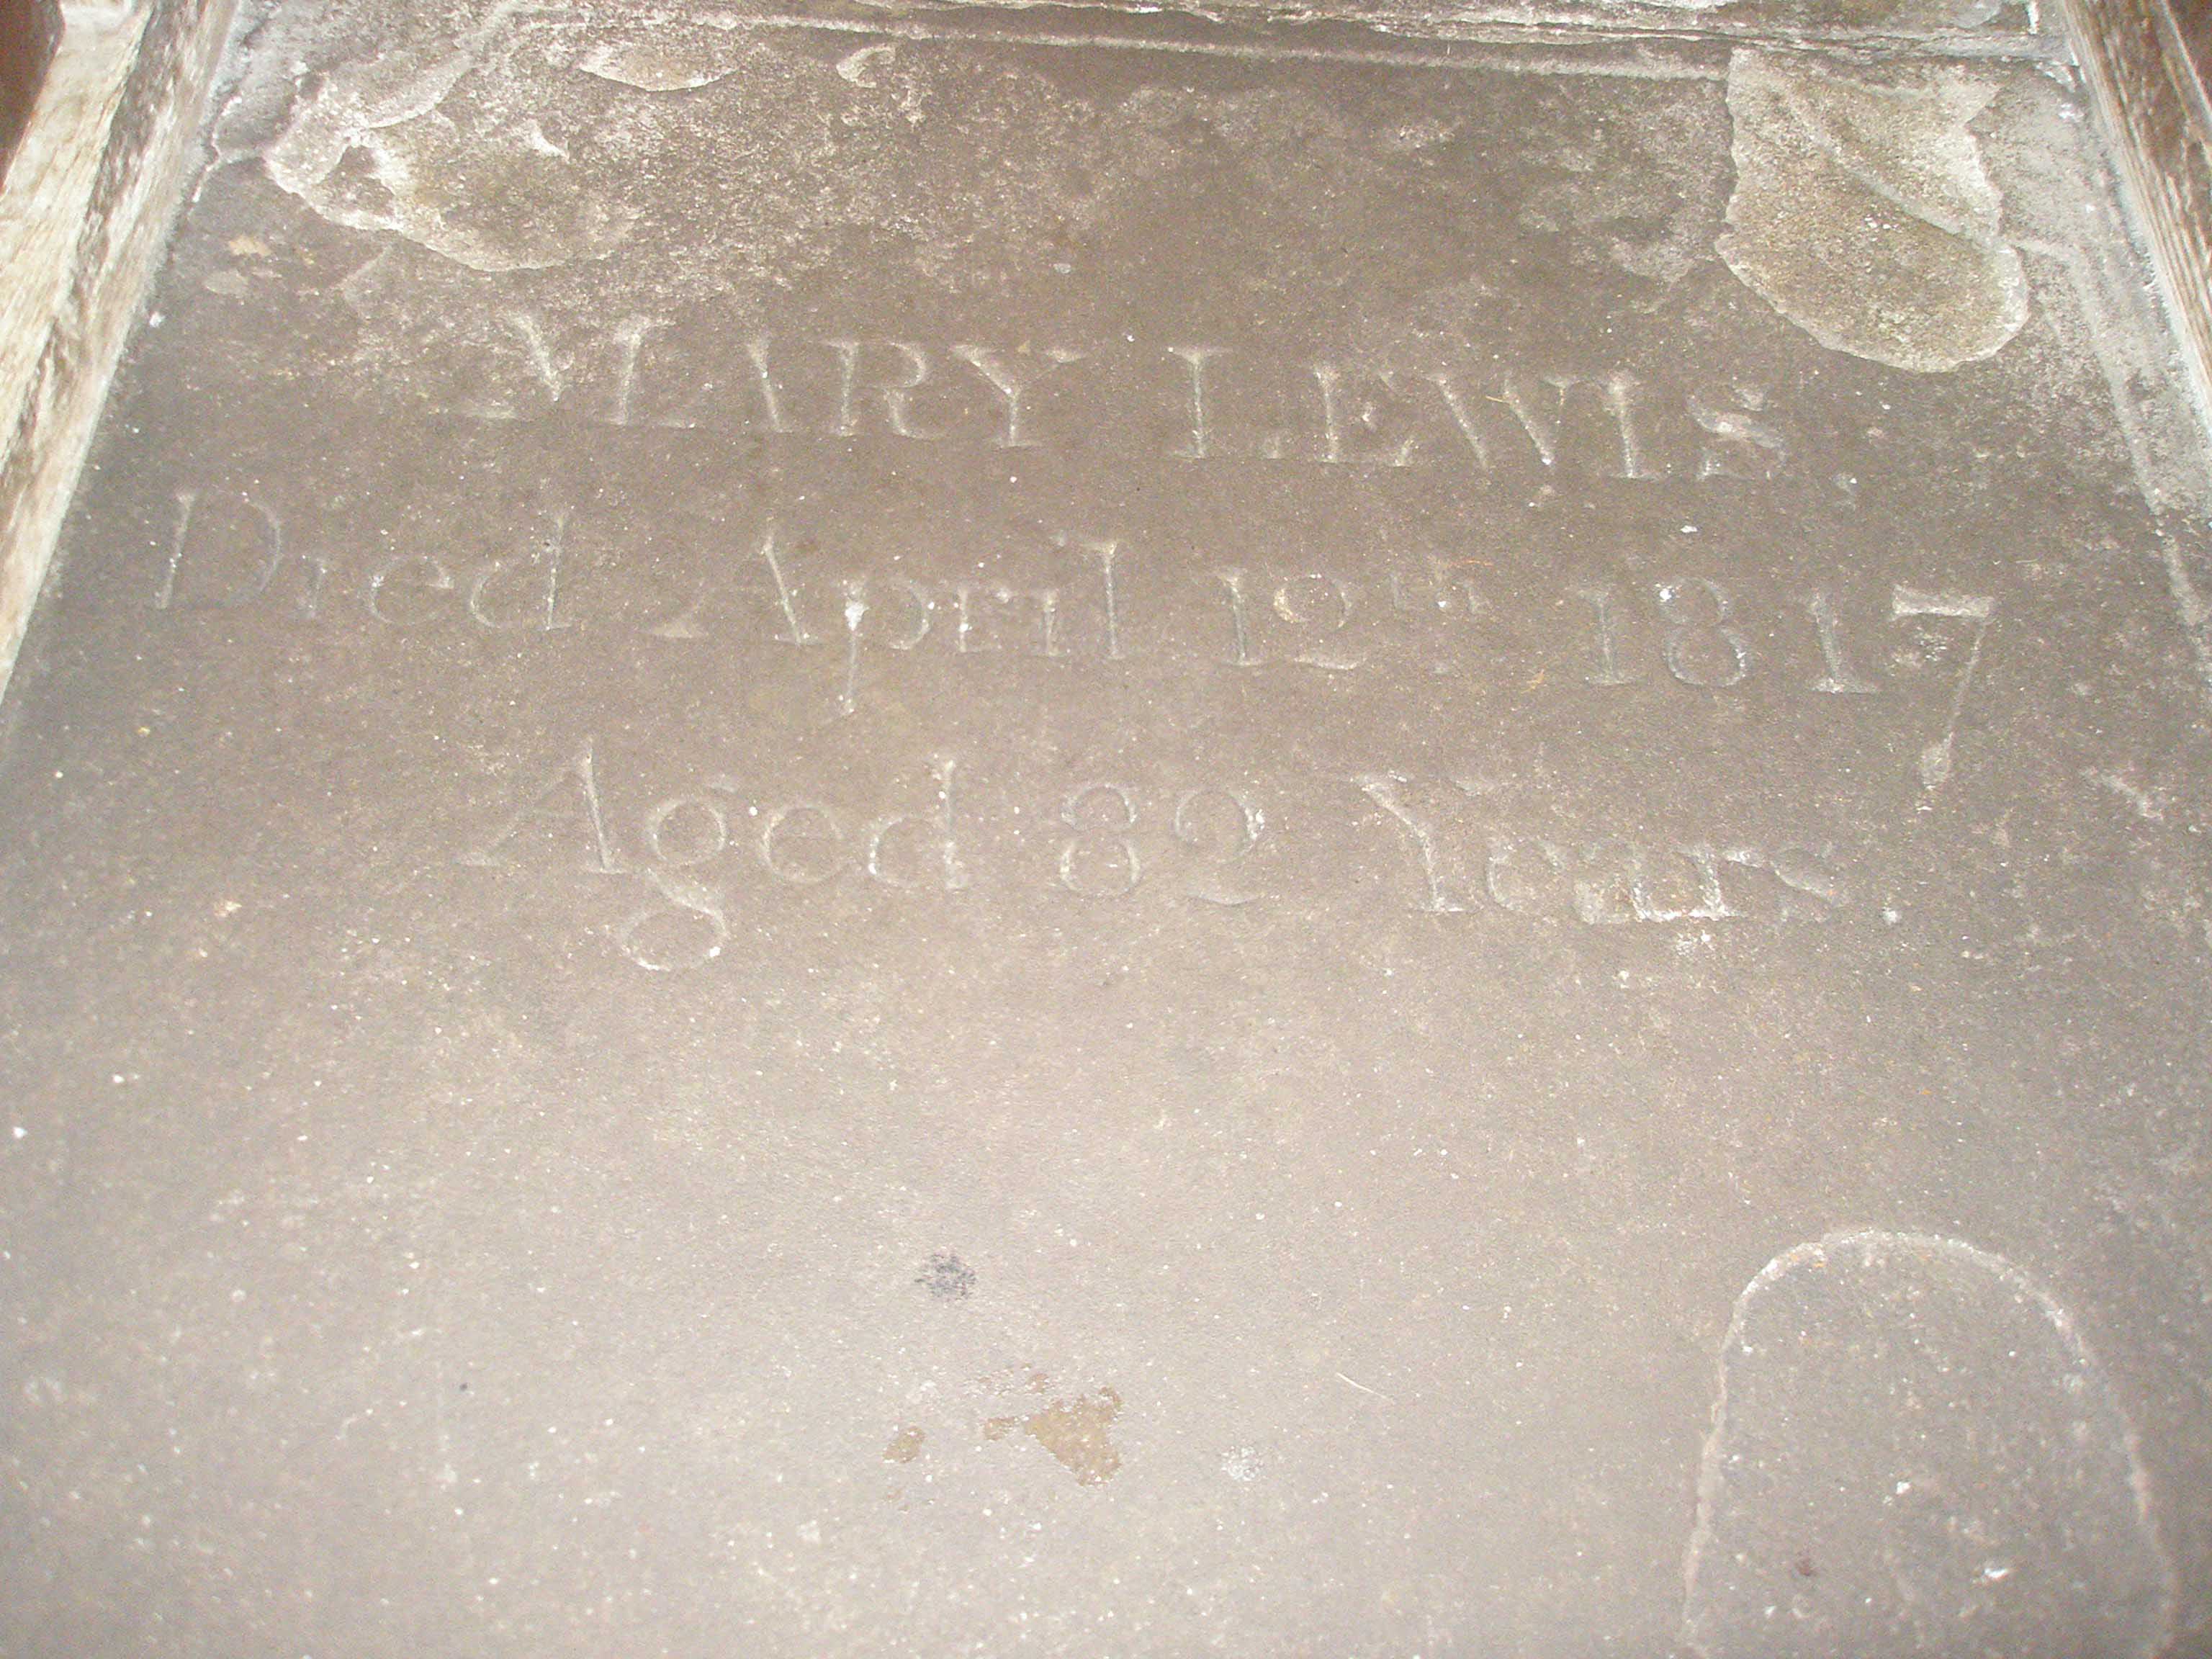 MARY LEWIS,
Died April 12th 1817
Aged 82 Years.